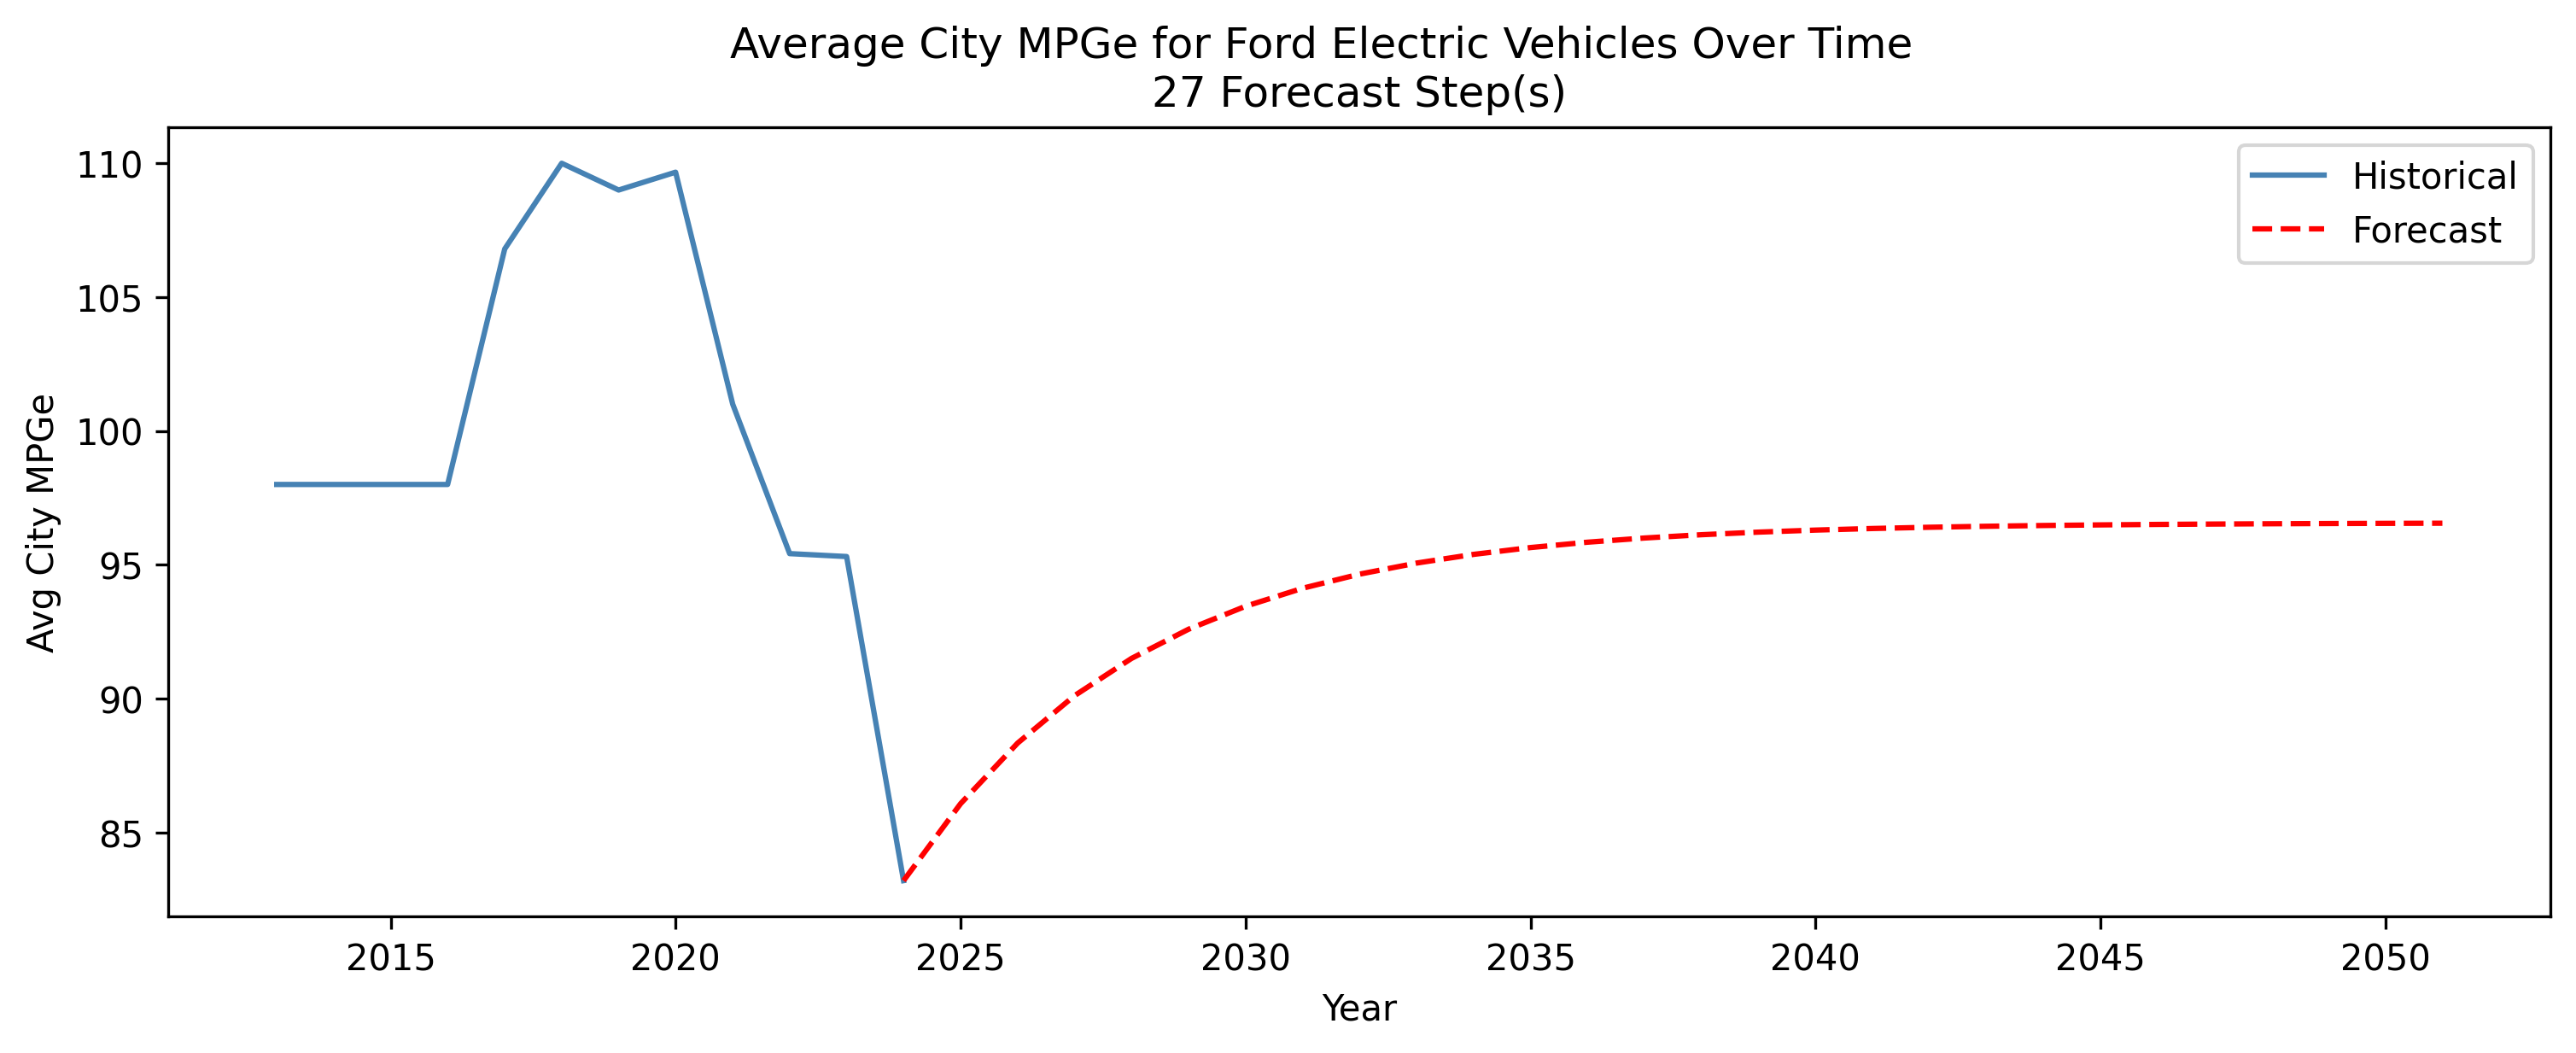 Average City MPGe for Ford Electric Vehicles Over Time
27 Forecast Step(s)
110
105
100
95
90
85
Avg City MPGe
Historical
Forecast
2015
2020
2025
2030
2035
2040
2045
2050
Year